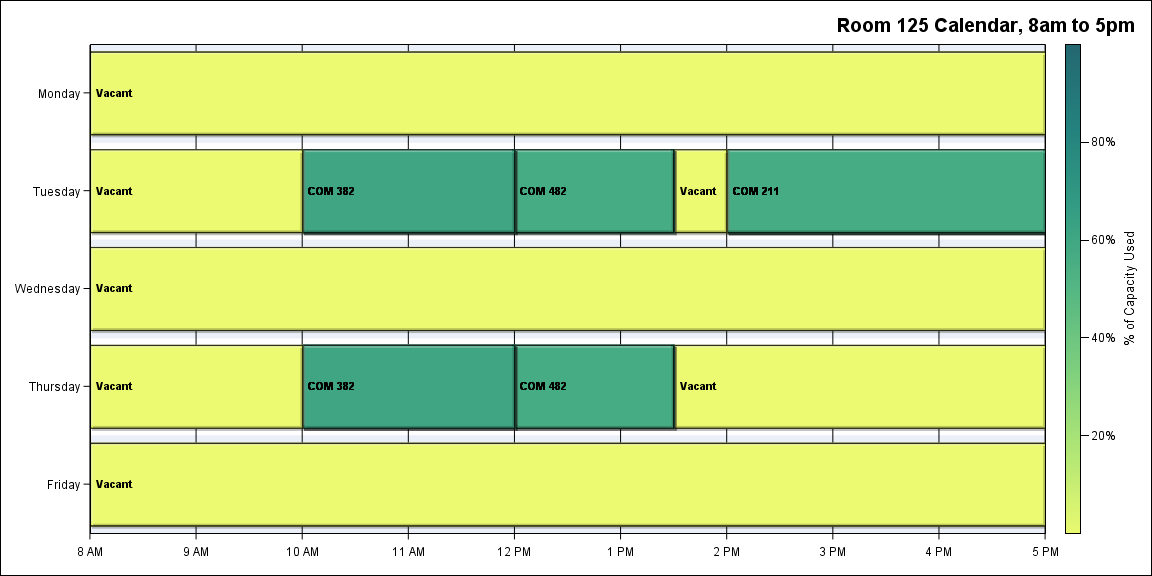 Room 125 Calendar, 8am to 5pm
Monday
Vacant
Tuesday
Vacant
COM 382
COM 482
Vacant
COM 211
Wednesday
Vacant
Thursday
Vacant
COM 382
COM 482
Vacant
Friday
Vacant
8 AM
9 AM
10 AM
11 AM
12 PM
1 PM
2 PM
3 PM
4 PM
5 PM
80%
60%
40%
20%
% of Capacity Used